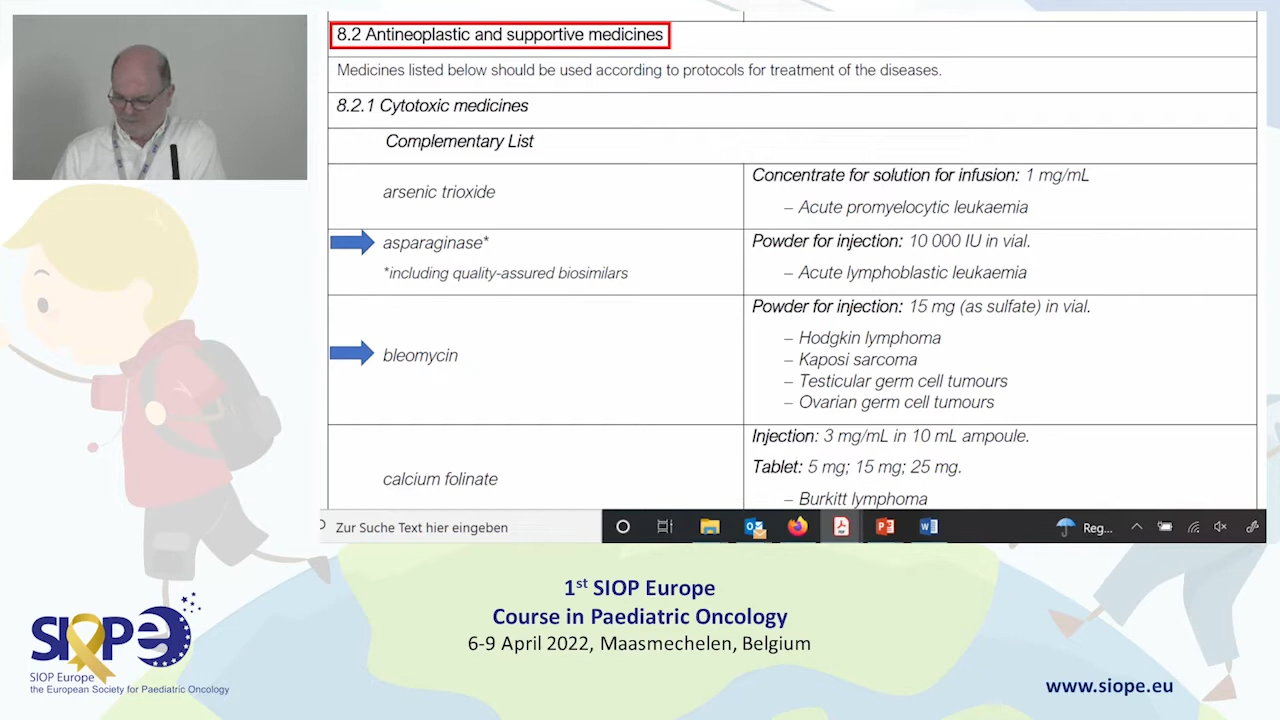 8.2 Antineoplastic and supportive medicines
Medicines listed below should be used according to protocols for treatment of the diseases.
8.2.1 Cytotoxic medicines
Complementary List
arsenic trioxide
Concentrate for solution for infusion: 1 mg/mL
– Acute promyelocytic leukaemia
asparaginase*
*including quality-assured biosimilars
Powder for injection: 10 000 IU in vial.
– Acute lymphoblastic leukaemia
bleomycin
Powder for injection: 15 mg (as sulfate) in vial.
– Hodgkin lymphoma
– Kaposi sarcoma
– Testicular germ cell tumours
– Ovarian germ cell tumours
calcium folinate
Injection: 3 mg/mL in 10 mL ampoule.
Tablet: 5 mg; 15 mg; 25 mg.
– Burkitt lymphoma
Zur Suche Text hier eingeben
Reg...
1st SIOP Europe
Course in Paediatric Oncology
6-9 April 2022, Maasmechelen, Belgium
SIOPe
SIOP Europe
the European Society for Paediatric Oncology
www.siope.eu